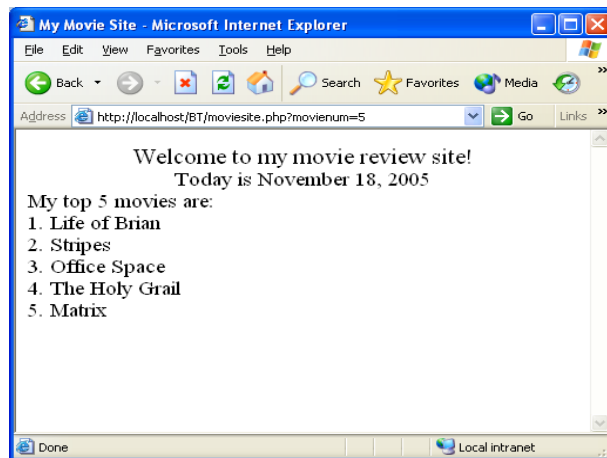 My Movie Site - Microsoft Internet Explorer
File Edit View Favorites Tools Help
Back Search Favorites Media »
Address http://localhost/BT/moviesite.php?movienum=5 Go Links »
Welcome to my movie review site!
Today is November 18, 2005
My top 5 movies are:
1. Life of Brian
2. Stripes
3. Office Space
4. The Holy Grail
5. Matrix
Done Local intranet